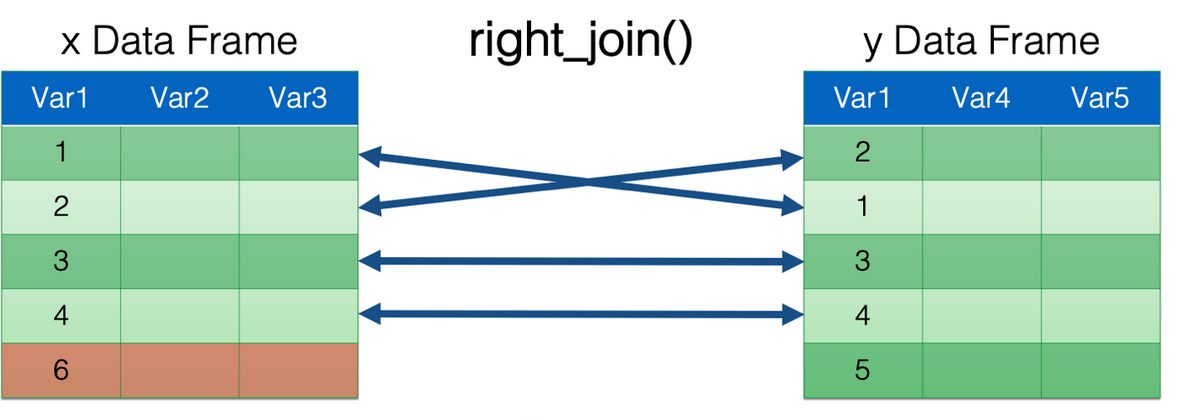 x Data Frame
right_join()
y Data Frame
Var1 Var2 Var3
1
2
3
4
6
Var1 Var4 Var5
2
1
3
4
5